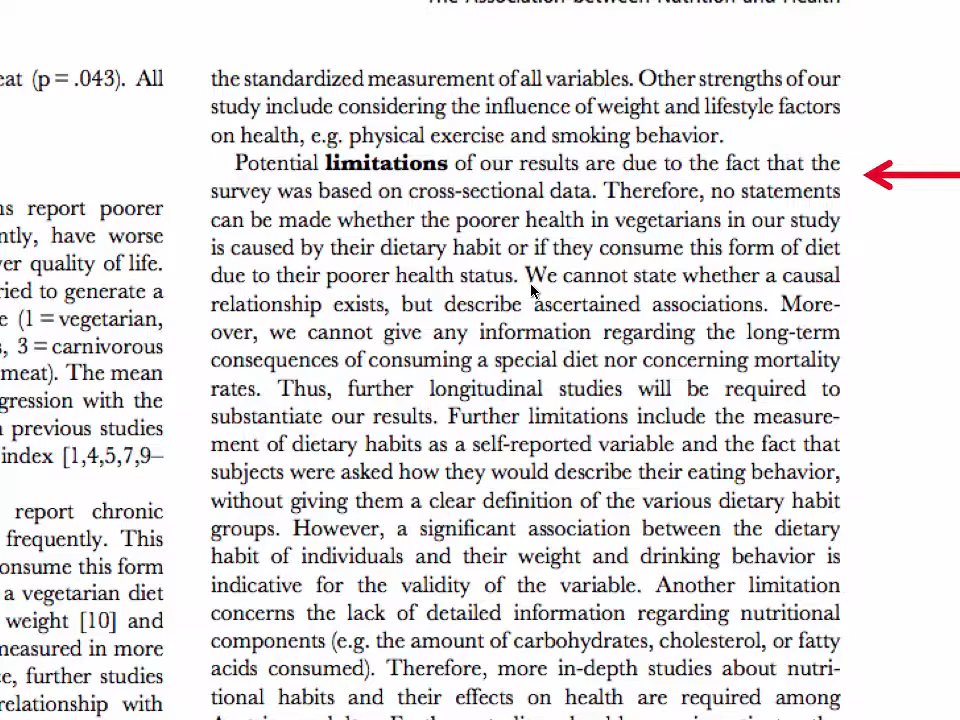 The Association between Nutrition and Health
eat (p = .043). All
ns report poorer
ntly, have worse
er quality of life.
ried to generate a
e (1 = vegetarian,
s, 3 = carnivorous
meat). The mean
gression with the
n previous studies
index [1,4,5,7,9–
report chronic
frequently. This
onsume this form
a vegetarian diet
weight [10] and
measured in more
e, further studies
relationship with
the standardized measurement of all variables. Other strengths of our
study include considering the influence of weight and lifestyle factors
on health, e.g. physical exercise and smoking behavior.
Potential limitations of our results are due to the fact that the
survey was based on cross-sectional data. Therefore, no statements
can be made whether the poorer health in vegetarians in our study
is caused by their dietary habit or if they consume this form of diet
due to their poorer health status. We cannot state whether a causal
relationship exists, but describe ascertained associations. More-
over, we cannot give any information regarding the long-term
consequences of consuming a special diet nor concerning mortality
rates. Thus, further longitudinal studies will be required to
substantiate our results. Further limitations include the measure-
ment of dietary habits as a self-reported variable and the fact that
subjects were asked how they would describe their eating behavior,
without giving them a clear definition of the various dietary habit
groups. However, a significant association between the dietary
habit of individuals and their weight and drinking behavior is
indicative for the validity of the variable. Another limitation
concerns the lack of detailed information regarding nutritional
components (e.g. the amount of carbohydrates, cholesterol, or fatty
acids consumed). Therefore, more in-depth studies about nutri-
tional habits and their effects on health are required among